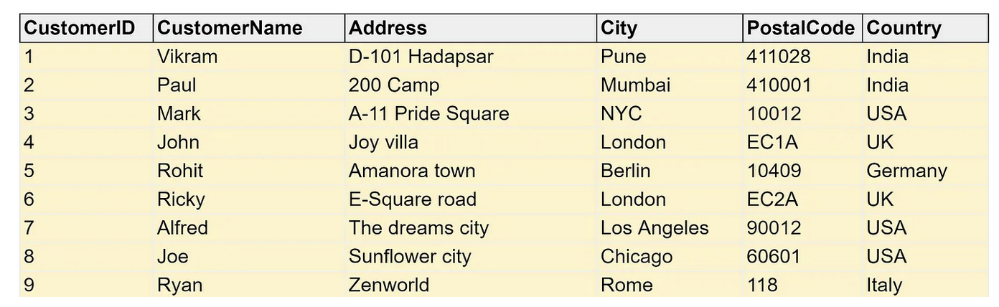 CustomerID CustomerName Address City PostalCode Country
1 Vikram D-101 Hadapsar Pune 411028 India
2 Paul 200 Camp Mumbai 410001 India
3 Mark A-11 Pride Square NYC 10012 USA
4 John Joy villa London EC1A UK
5 Rohit Amanora town Berlin 10409 Germany
6 Ricky E-Square road London EC2A UK
7 Alfred The dreams city Los Angeles 90012 USA
8 Joe Sunflower city Chicago 60601 USA
9 Ryan Zenworld Rome 118 Italy